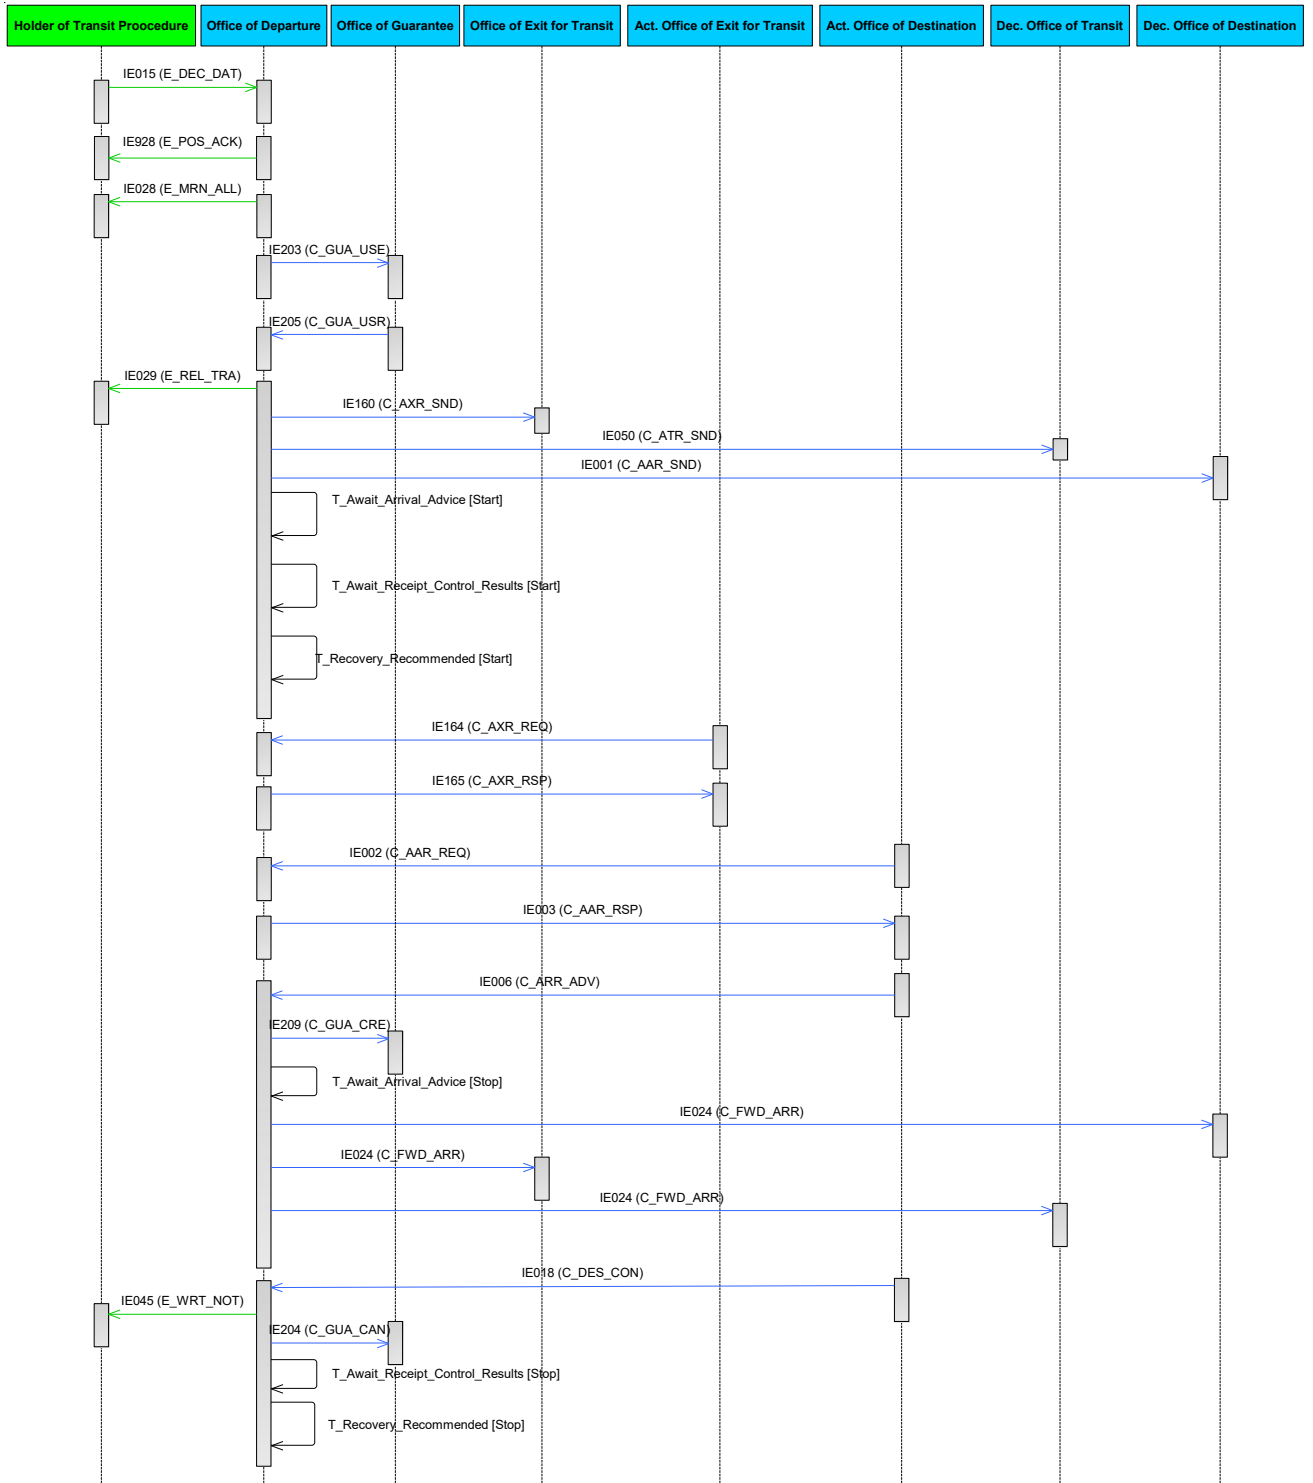 Holder of Transit Proocedure
Office of Departure
Office of Guarantee
Office of Exit for Transit
Act. Office of Exit for Transit
Act. Office of Destination
Dec. Office of Transit
Dec. Office of Destination
IE015 (E_DEC_DAT)
IE928 (E_POS_ACK)
IE028 (E_MRN_ALL)
IE203 (C_GUA_USE)
IE205 (C_GUA_USR)
IE029 (E_REL_TRA)
IE160 (C_AXR_SND)
IE050 (C_ATR_SND)
IE001 (C_AAR_SND)
T_Await_Arrival_Advice [Start]
T_Await_Receipt_Control_Results [Start]
T_Recovery_Recommended [Start]
IE164 (C_AXR_REQ)
IE165 (C_AXR_RSP)
IE002 (C_AAR_REQ)
IE003 (C_AAR_RSP)
IE006 (C_ARR_ADV)
IE209 (C_GUA_CRE)
T_Await_Arrival_Advice [Stop]
IE024 (C_FWD_ARR)
IE024 (C_FWD_ARR)
IE024 (C_FWD_ARR)
IE018 (C_DES_CON)
IE045 (E_WRT_NOT)
IE204 (C_GUA_CAN)
T_Await_Receipt_Control_Results [Stop]
T_Recovery_Recommended [Stop]